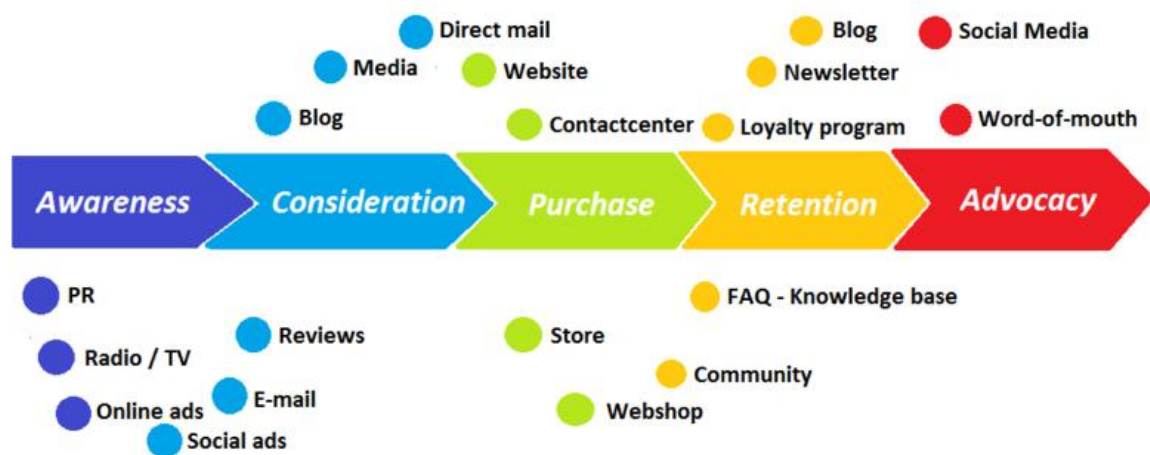 Direct mail
Blog
Social Media
Media
Website
Newsletter
Blog
Contactcenter
Loyalty program
Word-of-mouth
Awareness
Consideration
Purchase
Retention
Advocacy
PR
FAQ - Knowledge base
Reviews
Store
Radio / TV
Community
E-mail
Online ads
Webshop
Social ads